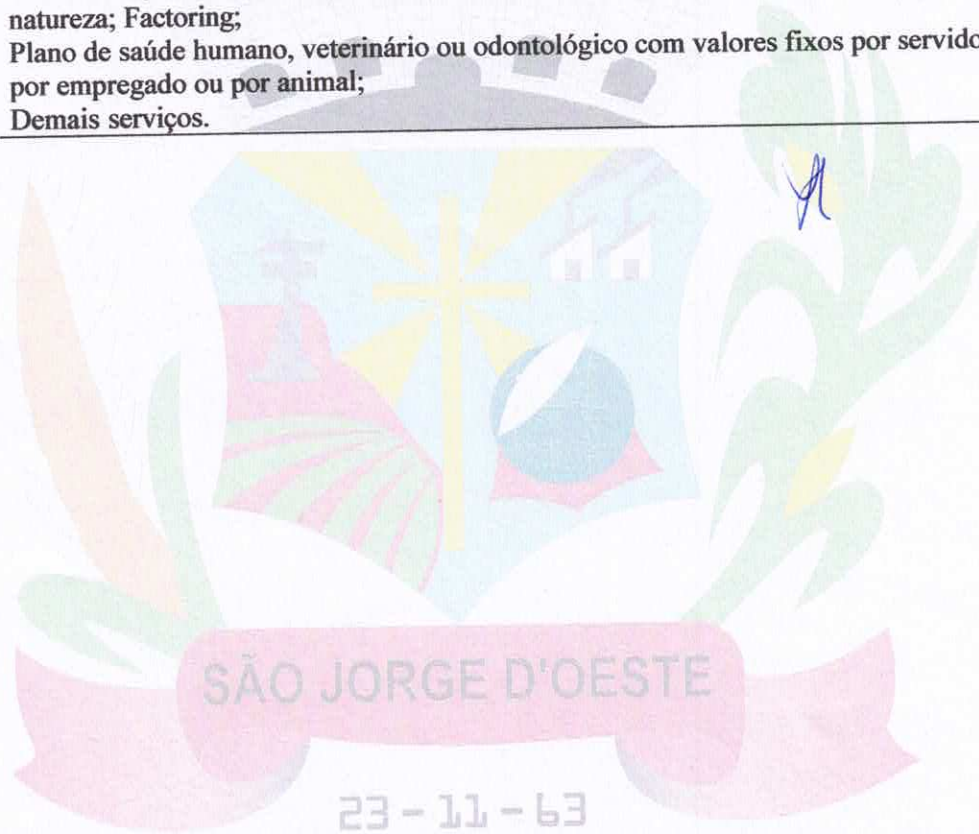 natureza; Factoring;
Plano de saúde humano, veterinário ou odontológico com valores fixos por servido
por empregado ou por animal;
Demais serviços.
SÃO JORGE D'OESTE
23 - 11 - 63